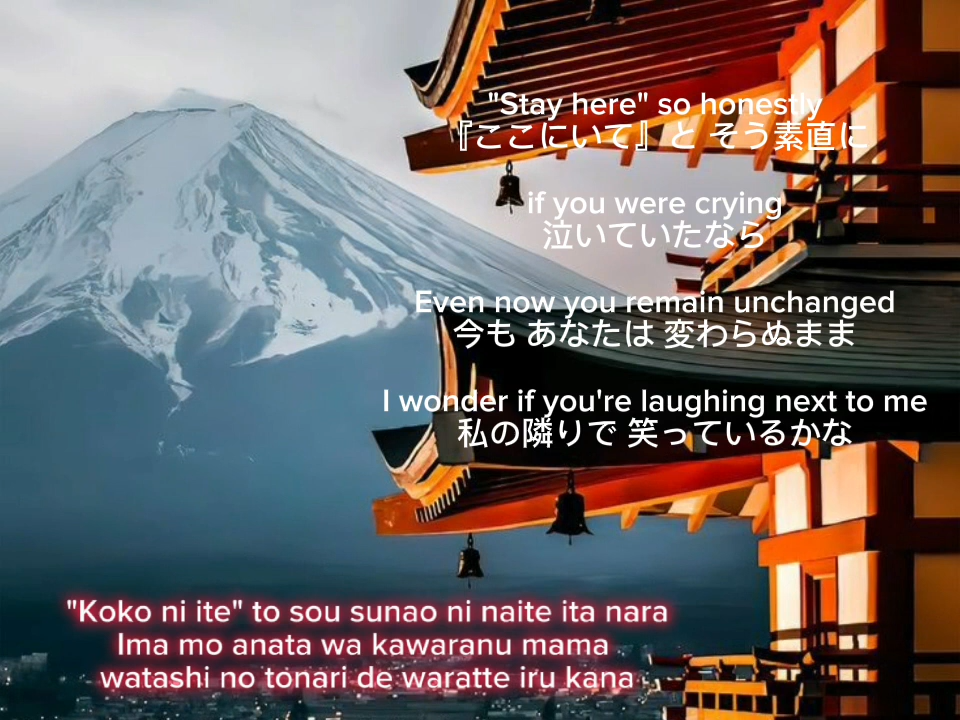 "Stay here" so honestly
『ここにいて』と そう素直に
if you were crying
泣いていたなら
Even now you remain unchanged
今も あなたは 変わらぬまま
I wonder if you're laughing next to me
私の隣りで 笑っているかな
"Koko ni ite" to sou sunao ni naite ita nara
Ima mo anata wa kawaranu mama
watashi no tonari de waratte iru kana